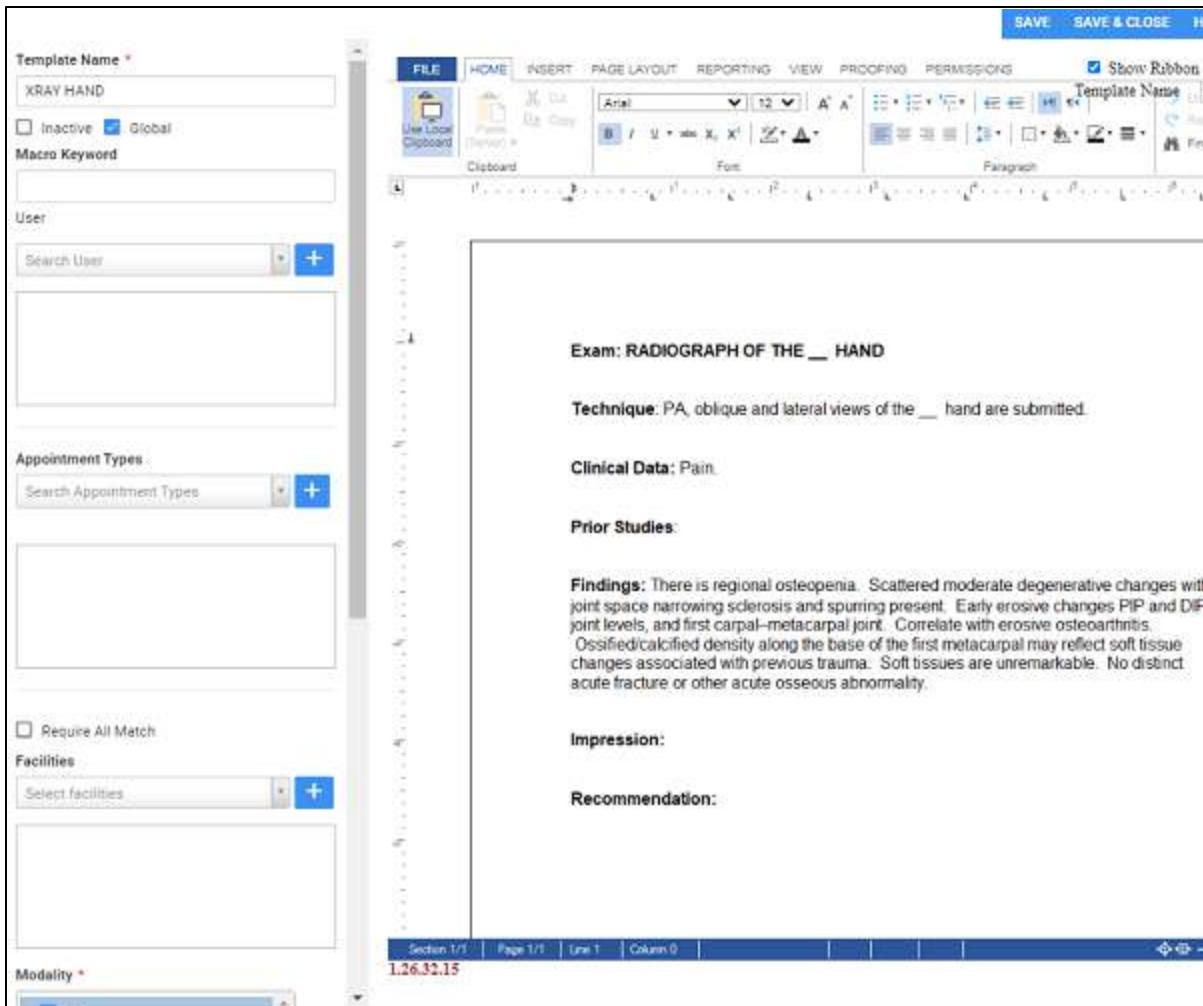 SAVE SAVE & CLOSE
Template Name *
XRAY HAND
Inactive Global
Macro Keyword
User
Search User
+
Appointment Types
Search Appointment Types
+
Require All Match
Facilities
Select facilities
+
Modality *
FILE HOME INSERT PAGE LAYOUT REPORTING VIEW PROOFING PERMISSIONS Show Ribbon
Template Name
Use Local Clipboard
Cut
Copy
Arial 12
Clipboard Font Paragraph
Exam: RADIOGRAPH OF THE __ HAND
Technique: PA, oblique and lateral views of the __ hand are submitted.
Clinical Data: Pain.
Prior Studies:
Findings: There is regional osteopenia. Scattered moderate degenerative changes with
joint space narrowing sclerosis and spurring present. Early erosive changes PIP and DIP
joint levels, and first carpal–metacarpal joint. Correlate with erosive osteoarthritis.
Ossified/calcified density along the base of the first metacarpal may reflect soft tissue
changes associated with previous trauma. Soft tissues are unremarkable. No distinct
acute fracture or other acute osseous abnormality.
Impression:
Recommendation:
Section 1/1 Page 1/1 Line 1 Column 0
1.26.32.15